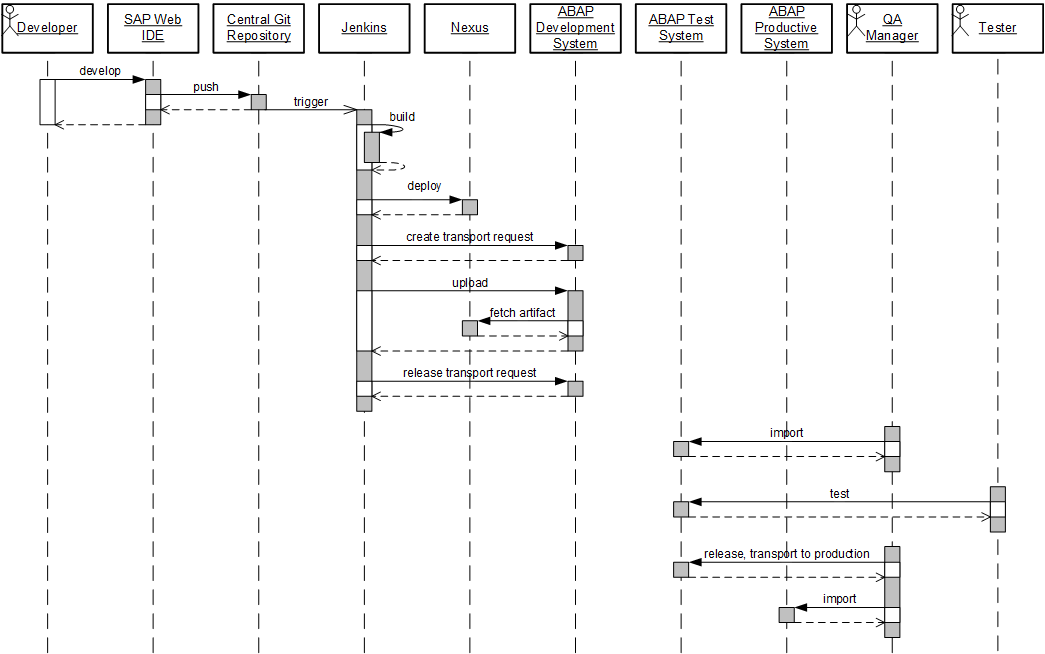 Developer
SAP Web
IDE
Central Git
Repository
Jenkins
Nexus
ABAP
Development
System
ABAP Test
System
ABAP
Productive
System
QA
Manager
Tester
develop
push
trigger
build
deploy
create transport request
upload
fetch artifact
release transport request
import
test
release, transport to production
import